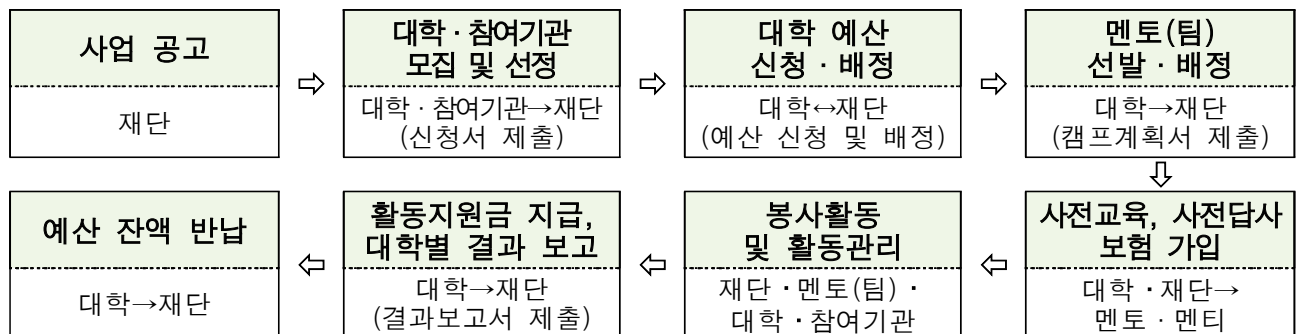 사업 공고
재단
⇨
대학·참여기관
모집 및 선정
대학·참여기관→재단
(신청서 제출)
⇨
대학 예산
신청·배정
대학↔재단
(예산 신청 및 배정)
⇨
멘토(팀)
선발·배정
대학→재단
(캠프계획서 제출)
⇩
사전교육, 사전답사
보험 가입
대학·재단→
멘토·멘티
⇦
봉사활동
및 활동관리
재단·멘토(팀)·
대학·참여기관
⇦
활동지원금 지급,
대학별 결과 보고
대학→재단
(결과보고서 제출)
⇦
예산 잔액 반납
대학→재단